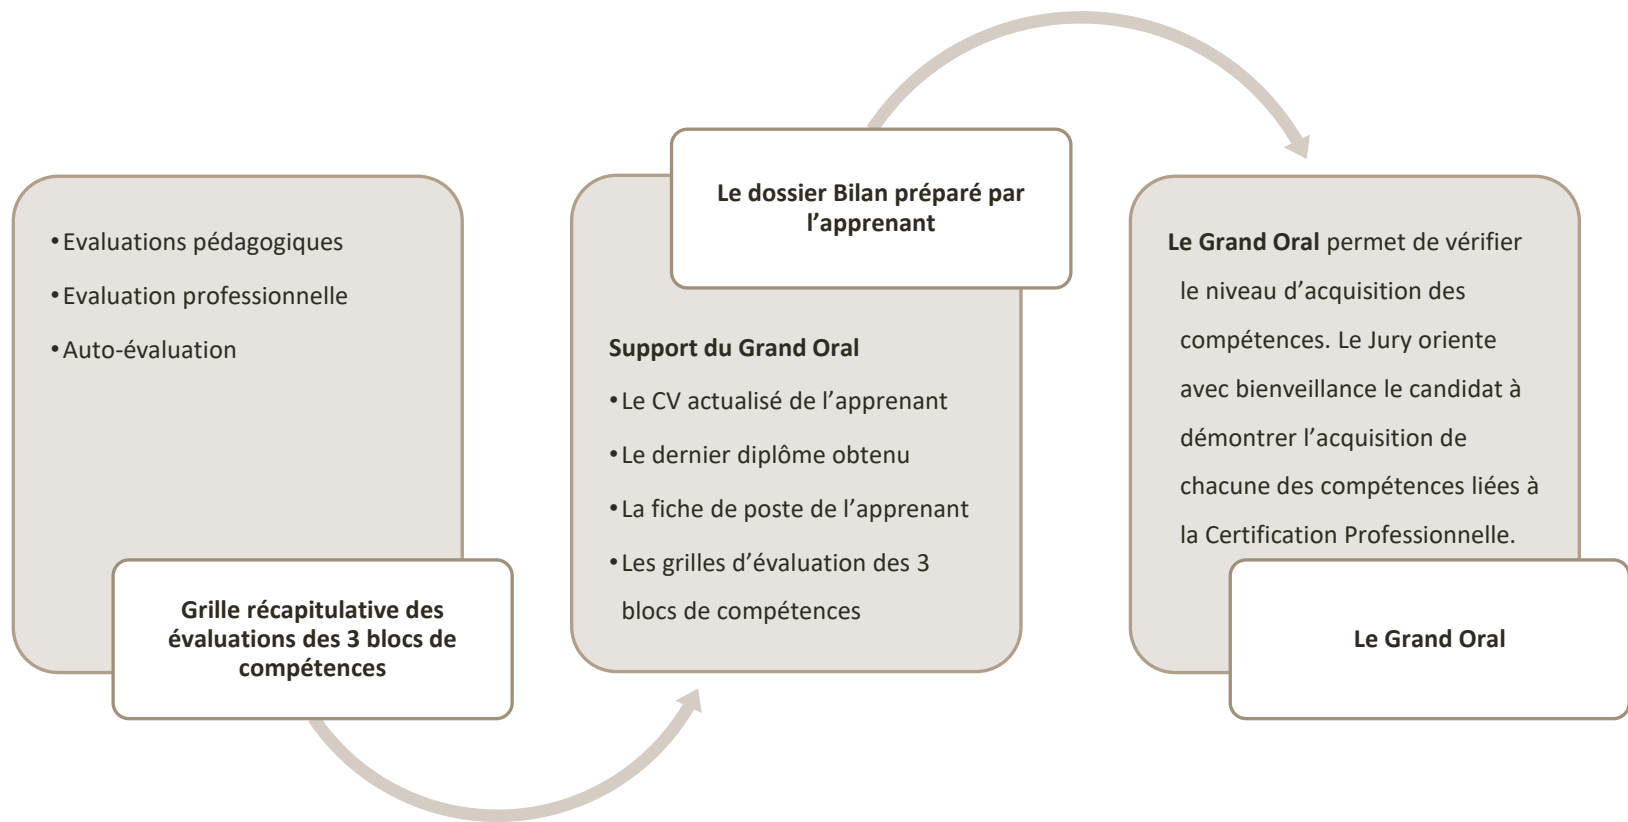 •Evaluations pédagogiques
•Evaluation professionnelle
•Auto-évaluation
Grille récapitulative des
évaluations des 3 blocs de
compétences
Le dossier Bilan préparé par
l’apprenant
Support du Grand Oral
•Le CV actualisé de l’apprenant
•Le dernier diplôme obtenu
•La fiche de poste de l’apprenant
•Les grilles d’évaluation des 3
blocs de compétences
Le Grand Oral permet de vérifier
le niveau d’acquisition des
compétences. Le Jury oriente
avec bienveillance le candidat à
démontrer l’acquisition de
chacune des compétences liées à
la Certification Professionnelle.
Le Grand Oral